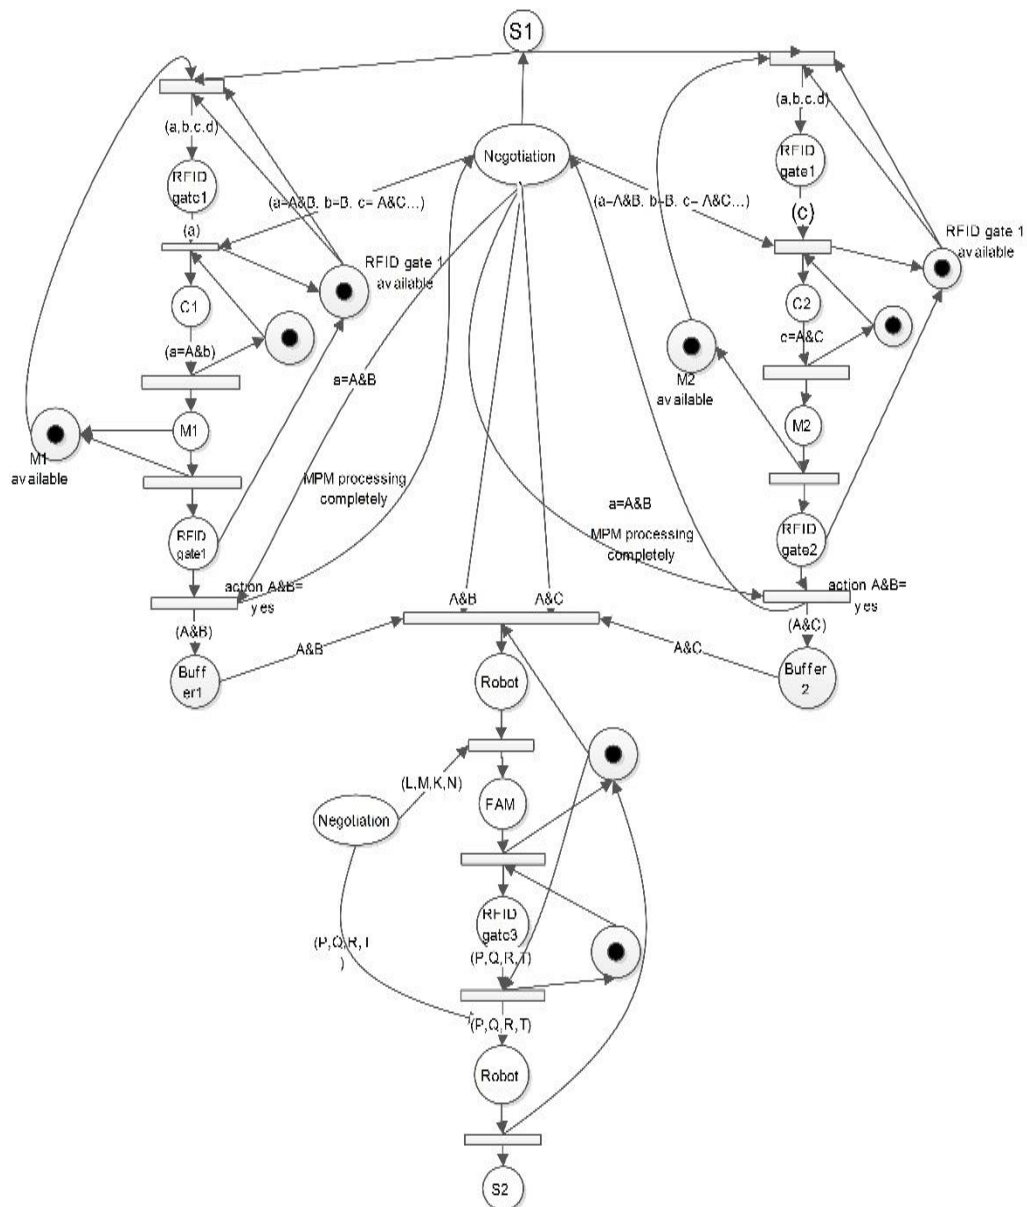 S1
(a,b.c.d)
(a,b.c.d)
Negotiation
RFID
gate1
RFID
gate1
(a=A&B. b=B. c= A&C...)
(a=A&B. b=B. c= A&C...)
(a)
(c)
RFID gate 1
available
RFID gate 1
available
C1
C2
(a=A&b)
c=A&C
a=A&B
M2
available
M1
M2
M1
available
MPM processing
completely
a=A&B
MPM processing
completely
RFID
gate1
RFID
gate2
action A&B=
yes
action A&B=
yes
A&B
A&C
(A&B)
(A&C)
A&B
A&C
Buff
er1
Buffer
2
Robot
(L,M,K,N)
FAM
Negotiation
RFID
gate3
(P,Q,R,T
)
(P,Q,R,T)
(P,Q,R,T)
Robot
S2